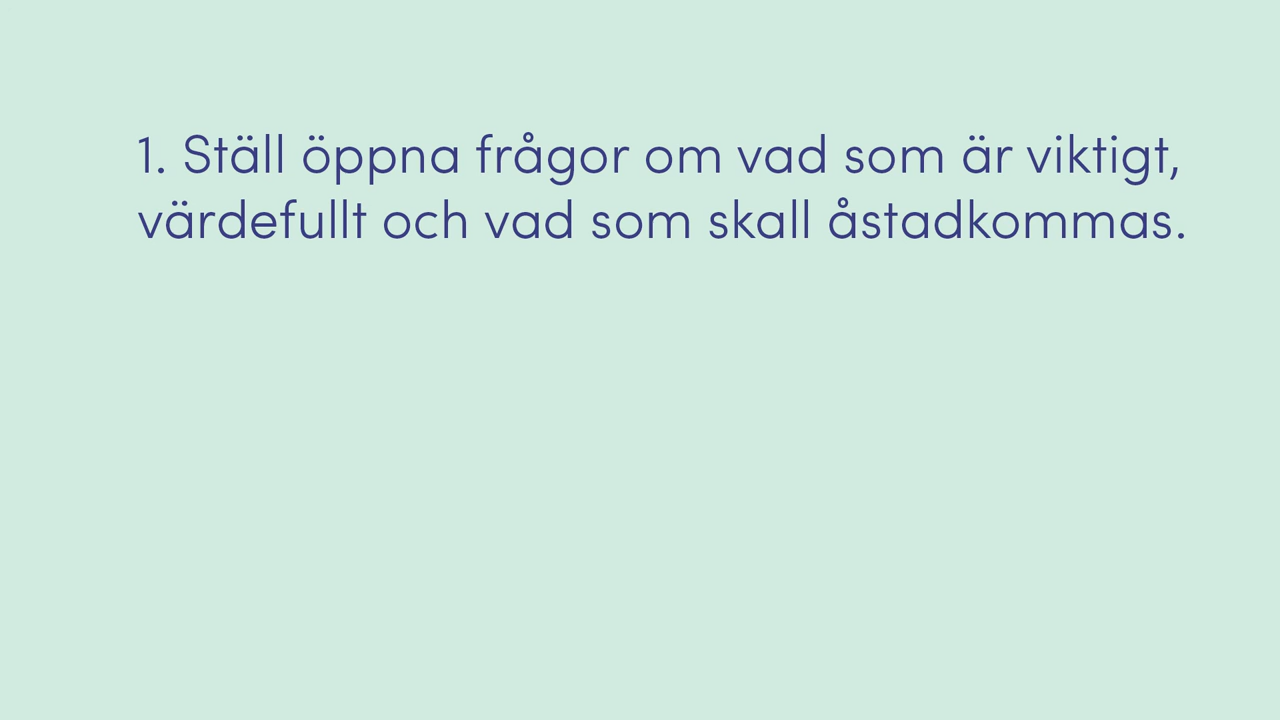 1. Ställ öppna frågor om vad som är viktigt,
värdefullt och vad som skall åstadkommas.